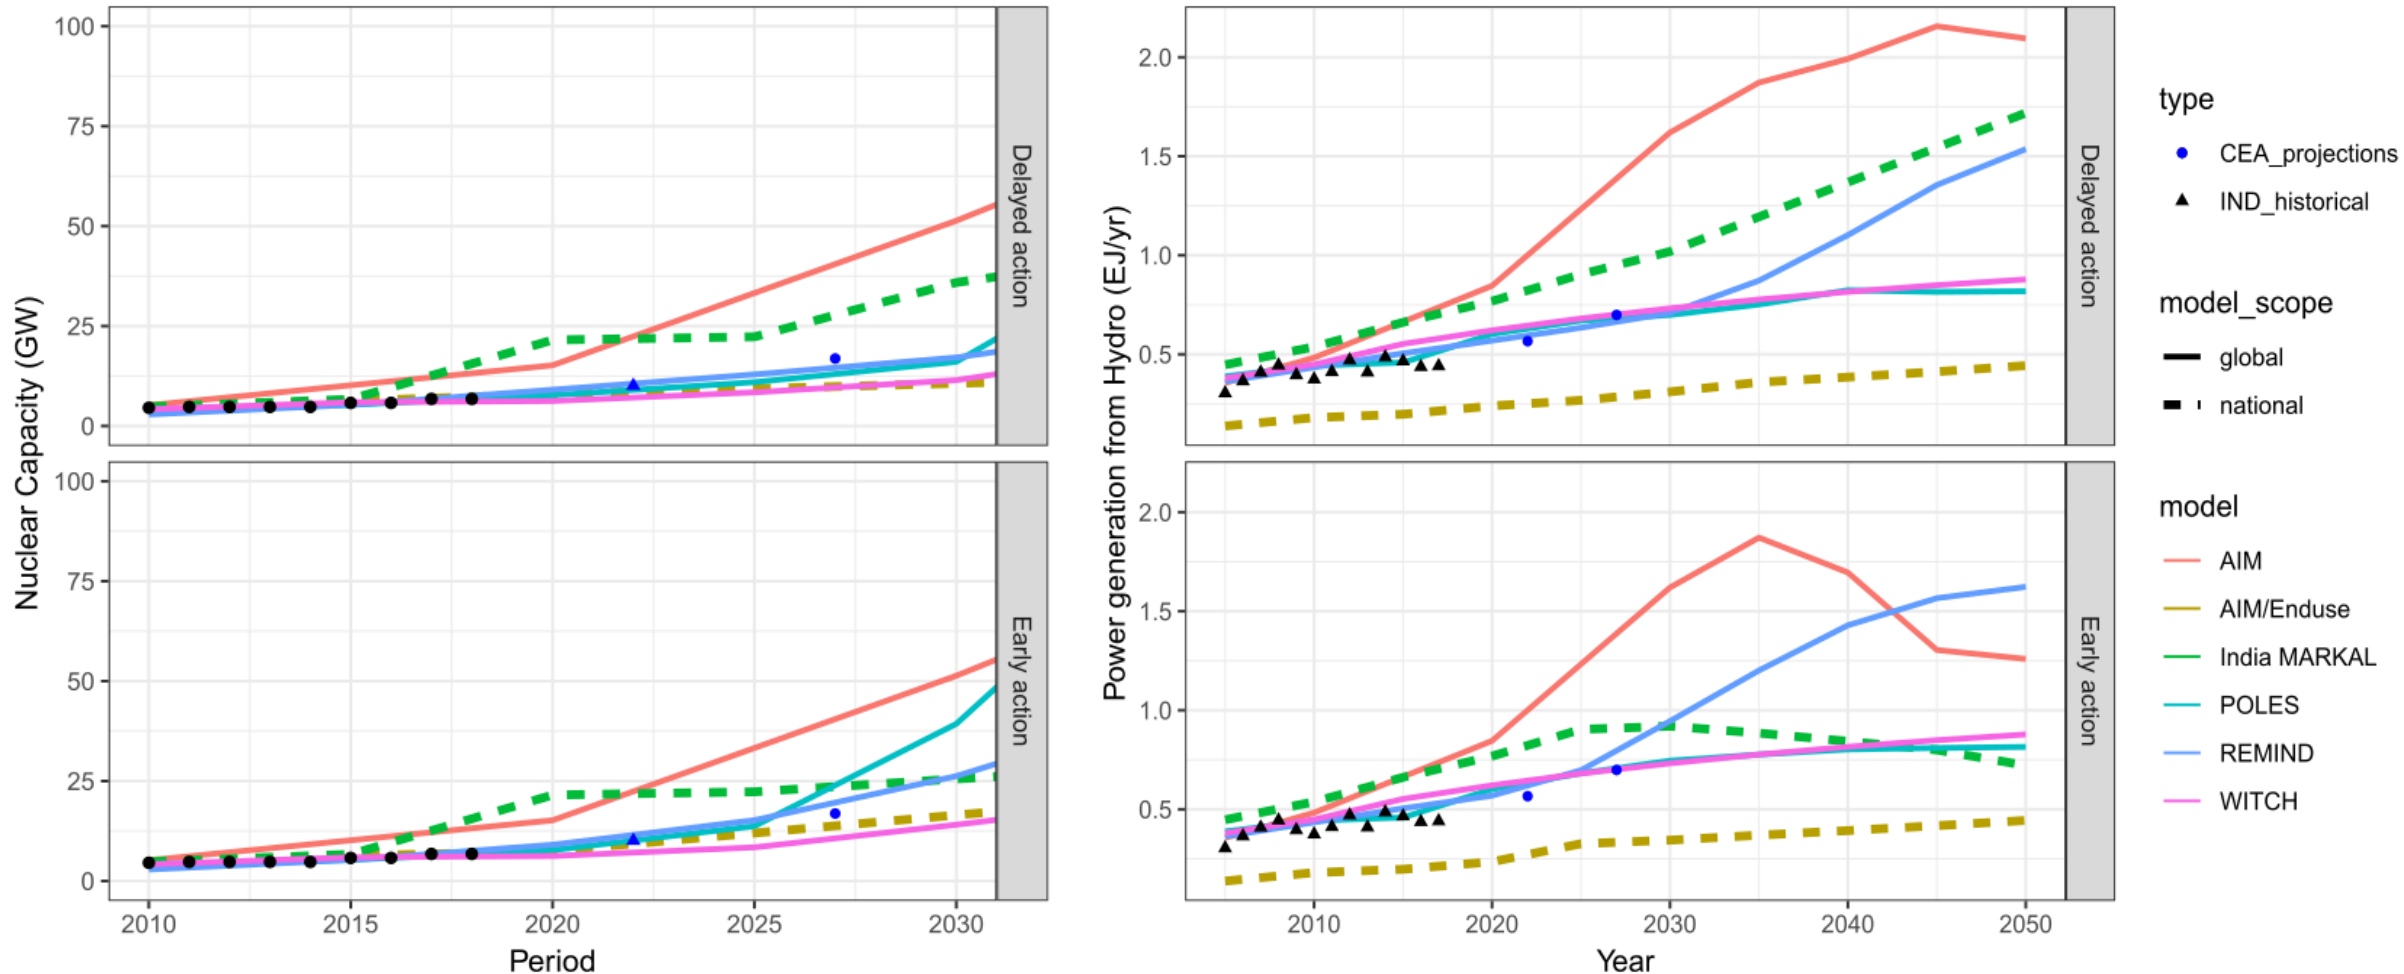 Nuclear Capacity (GW)
100
75
50
25
0
Delayed action
100
75
50
25
0
Early action
2010
2015
2020
2025
2030
Period
Power generation from Hydro (EJ/yr)
2.0
1.5
1.0
0.5
Delayed action
2.0
1.5
1.0
0.5
Early action
2010
2020
2030
2040
2050
Year
type
CEA_projections
IND_historical
model_scope
global
national
model
AIM
AIM/Enduse
India MARKAL
POLES
REMIND
WITCH